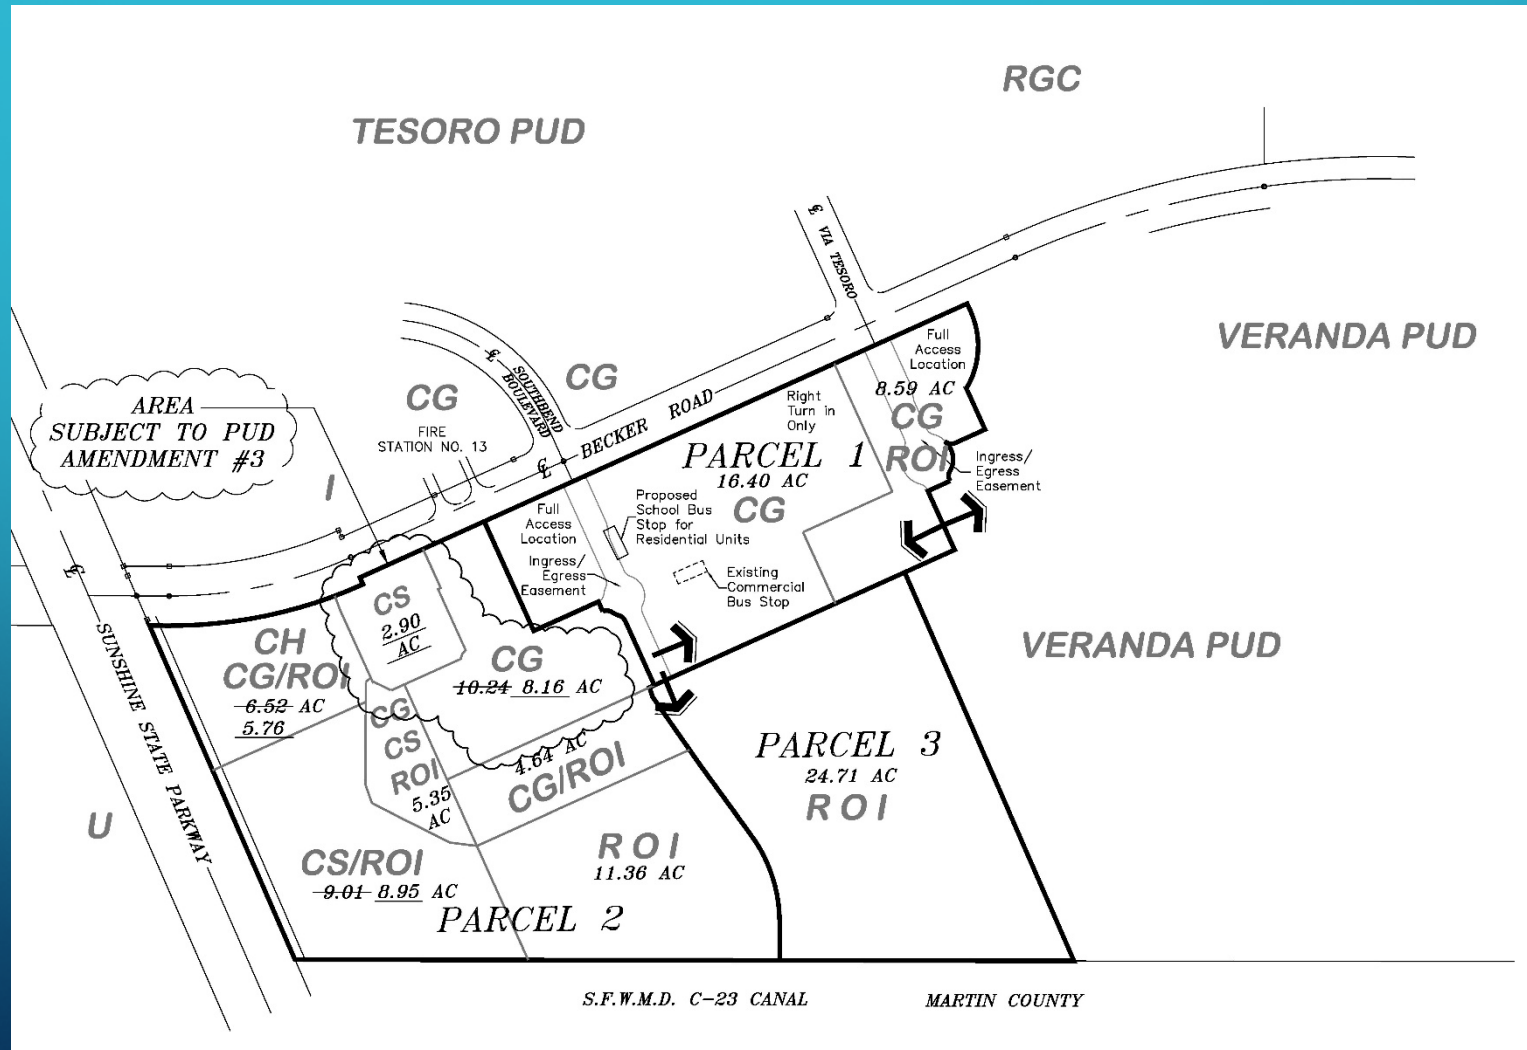 RGC
TESORO PUD
℄ VIA TESORO
VERANDA PUD
Full
Access
Location
8.59 AC
CG
ROI
℄ SOUTHBEND
BOULEVARD
CG
CG
FIRE
STATION NO. 13
AREA
SUBJECT TO PUD
AMENDMENT #3
I
℄ BECKER ROAD
Right
Turn in
Only
PARCEL 1
16.40 AC
CG
Ingress/
Egress
Easement
Proposed
School Bus
Stop for
Residential Units
Full
Access
Location
Ingress/
Egress
Easement
Existing
Commercial
Bus Stop
℄
SUNSHINE STATE PARKWAY
CS
2.90
AC
CH
CG/ROI
6.52 AC
5.76
CG
10.24 8.16 AC
VERANDA PUD
CG
CS
ROI
5.35
AC
4.64 AC
CG/ROI
PARCEL 3
24.71 AC
ROI
U
CS/ROI
9.01 8.95 AC
ROI
11.36 AC
PARCEL 2
S.F.W.M.D. C-23 CANAL
MARTIN COUNTY